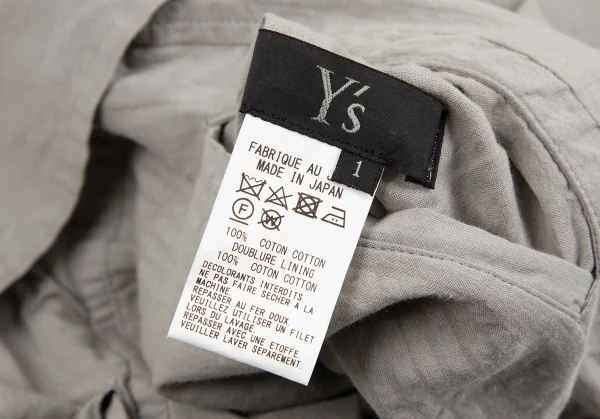 Y's
1
FABRIQUE AU
MADE IN JAPAN
F
W
100% COTON COTTON
DOUBLURE LINING
100% COTON COTTON
DECOLORANTS INTERDITS.
NE PAS FAIRE SECHER A LA
MACHINE.
REPASSER AU FER DOUX.
VEUILLEZ UTILISER UN FILET
LORS DU LAVAGE.
REPASSER AVEC UNE ETOFFE.
VEUILLER LAVER SEPAREMENT.